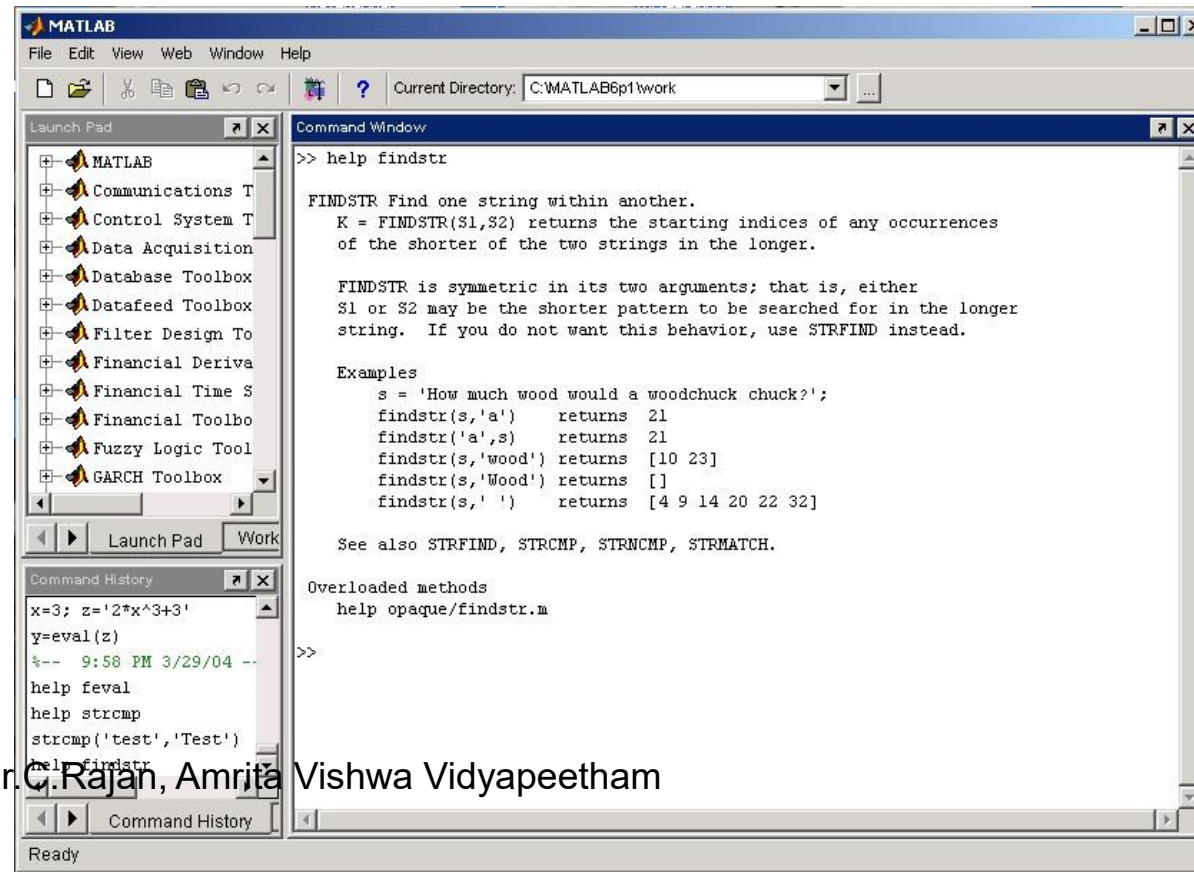 MATLAB
File Edit View Web Window Help
Current Directory: C:\MATLAB6p1\work
...
Launch Pad
MATLAB
Communications T
Control System T
Data Acquisition
Database Toolbox
Datafeed Toolbox
Filter Design To
Financial Deriva
Financial Time S
Financial Toolbo
Fuzzy Logic Tool
GARCH Toolbox
Launch Pad Work
Command History
x=3; z='2*x^3+3'
y=eval(z)
%-- 9:58 PM 3/29/04 --
help feval
help strcmp
strcmp('test','Test')
help findstr
Command History
Command Window
>> help findstr
FINDSTR Find one string within another.
K = FINDSTR(S1,S2) returns the starting indices of any occurrences
of the shorter of the two strings in the longer.
FINDSTR is symmetric in its two arguments; that is, either
S1 or S2 may be the shorter pattern to be searched for in the longer
string. If you do not want this behavior, use STRFIND instead.
Examples
s = 'How much wood would a woodchuck chuck?';
findstr(s,'a') returns 21
findstr('a',s) returns 21
findstr(s,'wood') returns [10 23]
findstr(s,'Wood') returns []
findstr(s,' ') returns [4 9 14 20 22 32]
See also STRFIND, STRCMP, STRNCMP, STRMATCH.
Overloaded methods
help opaque/findstr.m
>>
r.C.Rajan, Amrita Vishwa Vidyapeetham
Ready